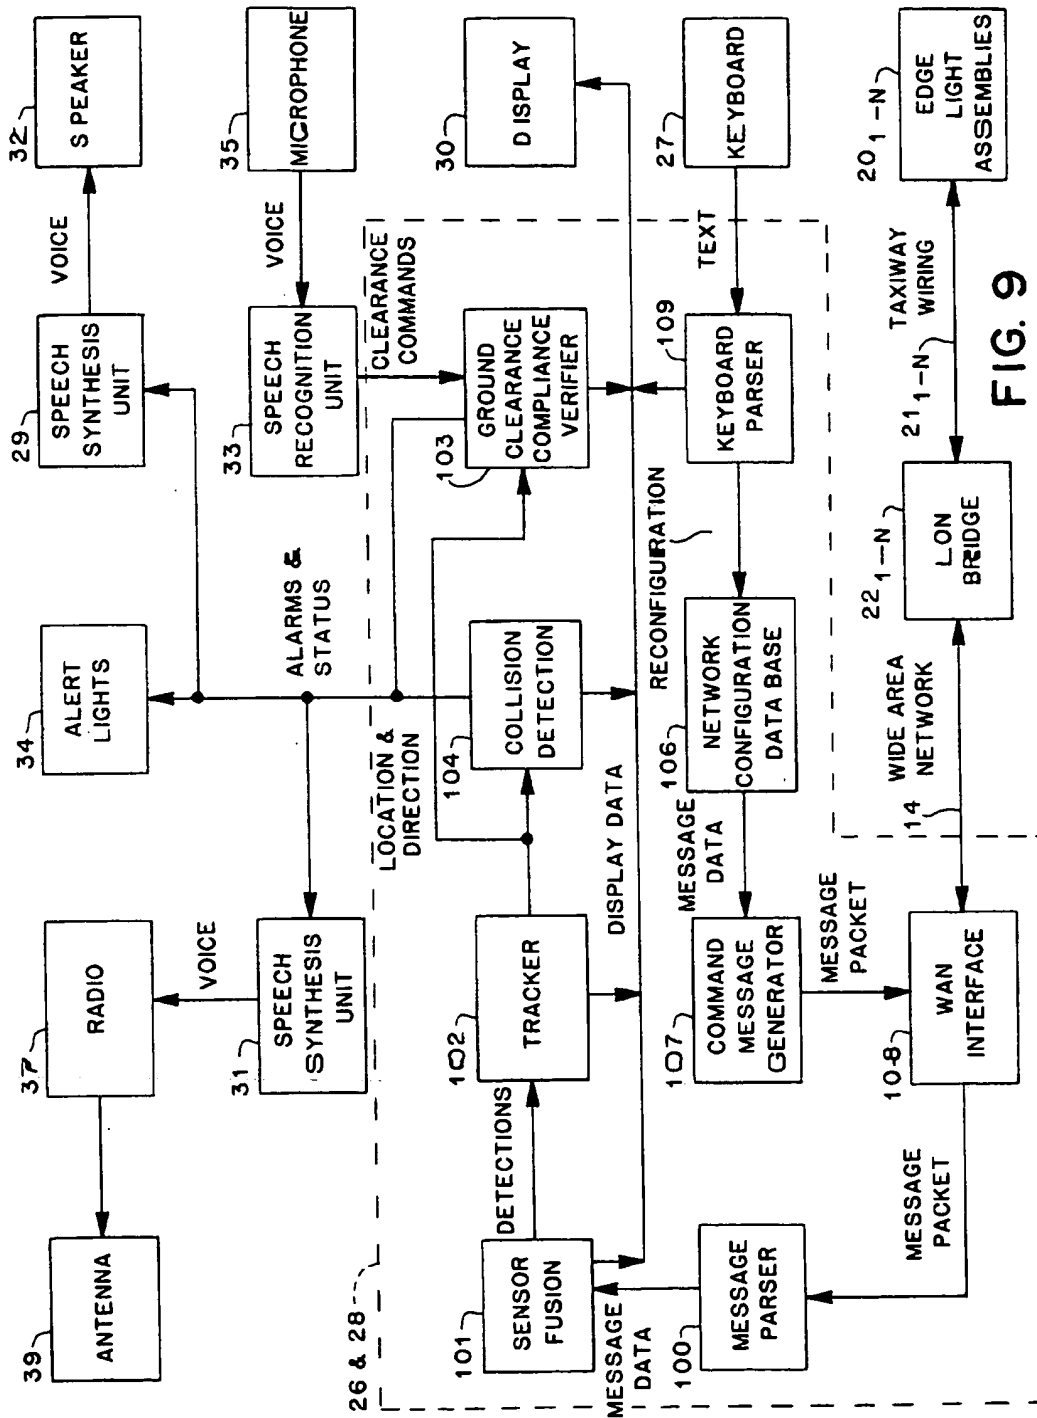 39
ANTENNA
37
RADIO
34
ALERT
LIGHTS
29
SPEECH
SYNTHESIS
UNIT
VOICE
32
SPEAKER
VOICE
31
SPEECH
SYNTHESIS
UNIT
ALARMS &
STATUS
33
SPEECH
RECOGNITION
UNIT
VOICE
35
MICROPHONE
26 & 28
LOCATION &
DIRECTION
CLEARANCE
COMMANDS
101
SENSOR
FUSION
DETECTIONS
102
TRACKER
104
COLLISION
DETECTION
103
GROUND
CLEARANCE
COMPLIANCE
VERIFIER
30
DISPLAY
MESSAGE
DATA
DISPLAY DATA
RECONFIGURATION
100
MESSAGE
PARSER
107
COMMAND
MESSAGE
GENERATOR
MESSAGE
DATA
106
NETWORK
CONFIGURATION
DATA BASE
109
KEYBOARD
PARSER
TEXT
27
KEYBOARD
MESSAGE
PACKET
MESSAGE
PACKET
108
WAN
INTERFACE
14
WIDE AREA
NETWORK
22 1-N
LON
BRIDGE
21 1-N
TAXIWAY
WIRING
20 1-N
EDGE
LIGHT
ASSEMBLIES
FIG. 9